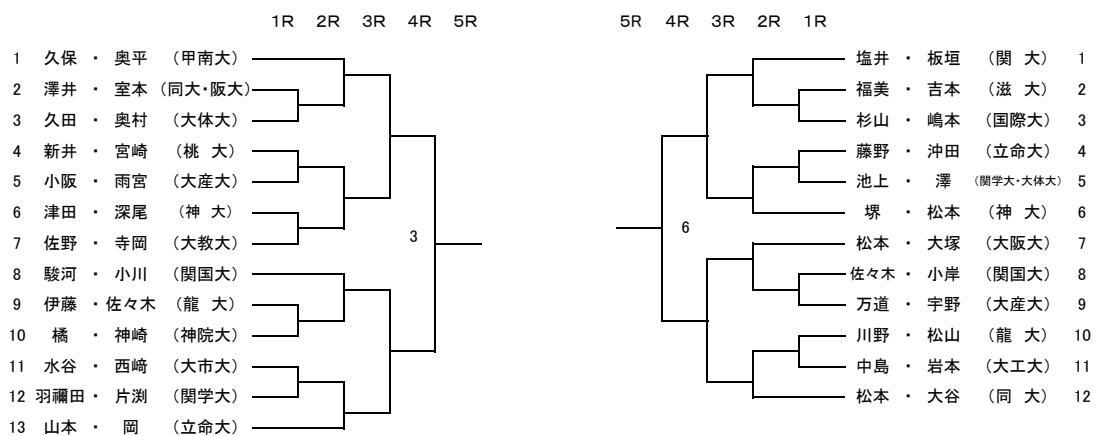 1R 2R 3R 4R 5R
1 久保 ・ 奥平 （甲南大）
2 澤井 ・ 室本 （同大・阪大）
3 久田 ・ 奥村 （大体大）
4 新井 ・ 宮崎 （桃 大）
5 小阪 ・ 雨宮 （大産大）
6 津田 ・ 深尾 （神 大）
7 佐野 ・ 寺岡 （大教大）
3
8 駿河 ・ 小川 （関国大）
9 伊藤 ・ 佐々木 （龍 大）
10 橘 ・ 神崎 （神院大）
11 水谷 ・ 西﨑 （大市大）
12 羽禰田 ・ 片渕 （関学大）
13 山本 ・ 岡 （立命大）
5R 4R 3R 2R 1R
塩井 ・ 板垣 （関 大） 1
福美 ・ 吉本 （滋 大） 2
杉山 ・ 嶋本 （国際大） 3
藤野 ・ 沖田 （立命大） 4
池上 ・ 澤 （関学大・大体大） 5
堺 ・ 松本 （神 大） 6
6
松本 ・ 大塚 （大阪大） 7
佐々木 ・ 小岸 （関国大） 8
万道 ・ 宇野 （大産大） 9
川野 ・ 松山 （龍 大） 10
中島 ・ 岩本 （大工大） 11
松本 ・ 大谷 （同 大） 12